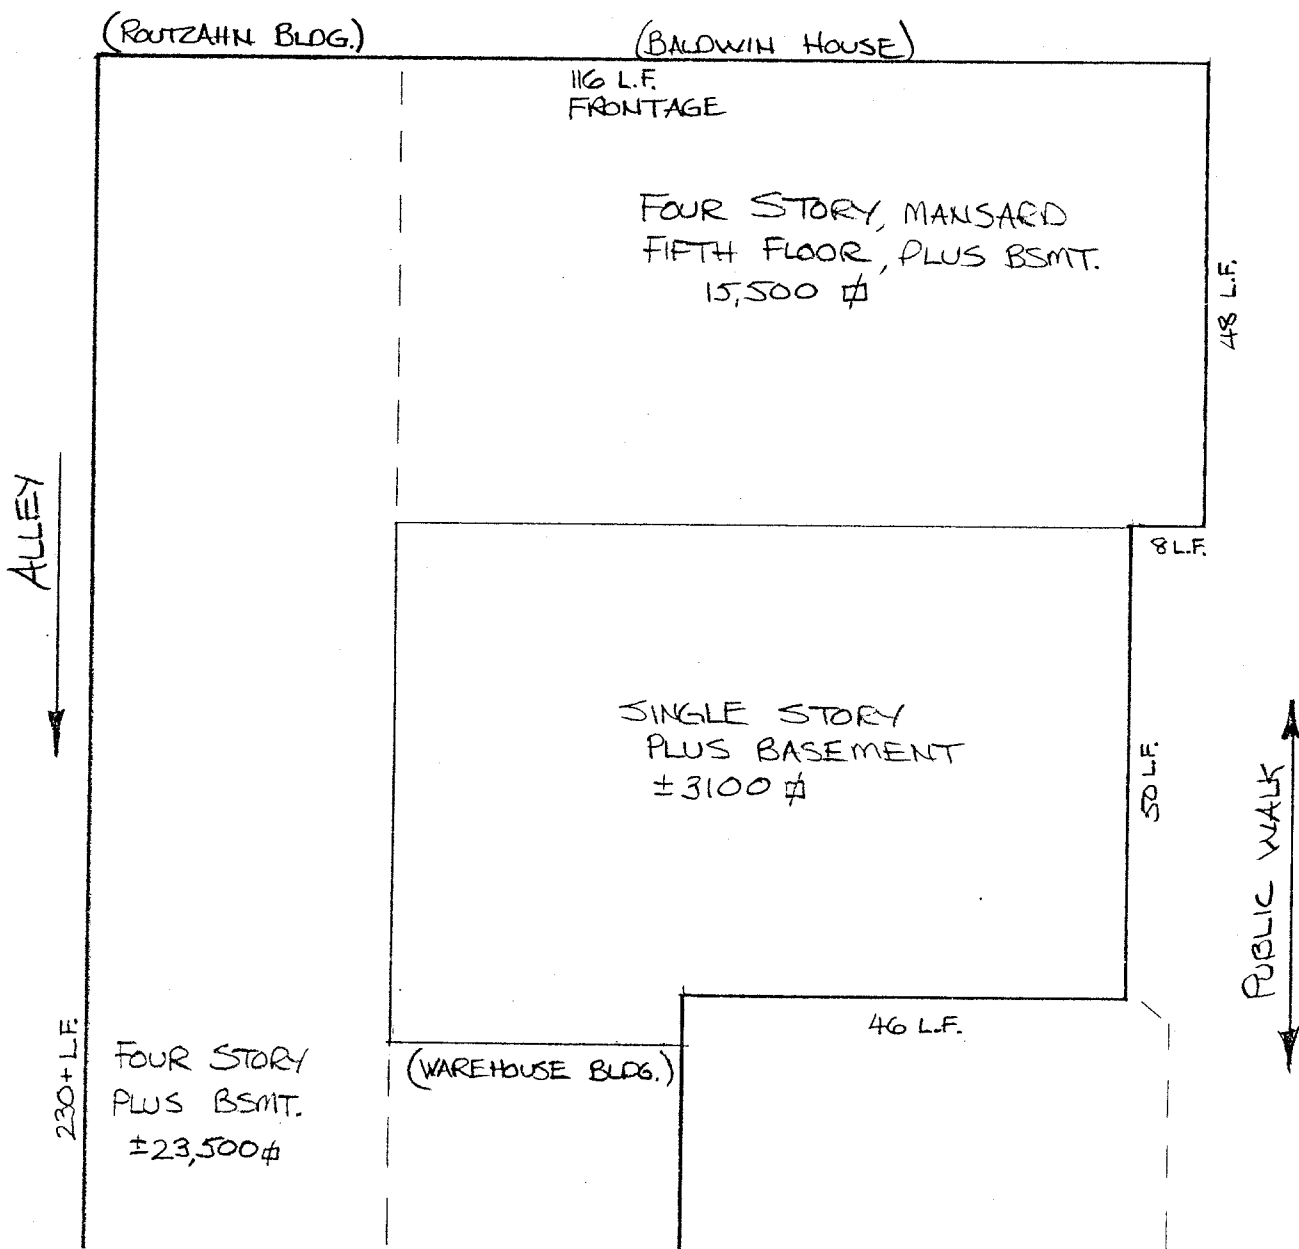 (ROUTZAHN BLDG.)
(BALDWIN HOUSE)
116 L.F.
FRONTAGE
FOUR STORY, MANSARD
FIFTH FLOOR, PLUS BSMT.
15,500 ⏍
48 L.F.
ALLEY
8 L.F.
SINGLE STORY
PLUS BASEMENT
±3100 ⏍
50 L.F.
PUBLIC WALK
46 L.F.
230+ L.F.
FOUR STORY
PLUS BSMT.
±23,500 ⏍
(WAREHOUSE BLDG.)